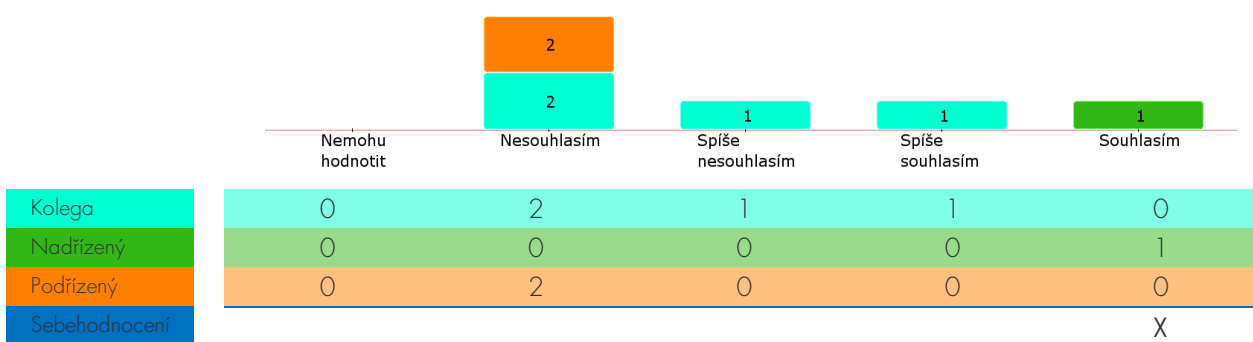 2
2
1
1
1
Nemohu
hodnotit
Nesouhlasím
Spíše
nesouhlasím
Spíše
souhlasím
Souhlasím
Kolega 0 2 1 1 0
Nadřízený 0 0 0 0 1
Podřízený 0 2 0 0 0
Sebehodnocení X